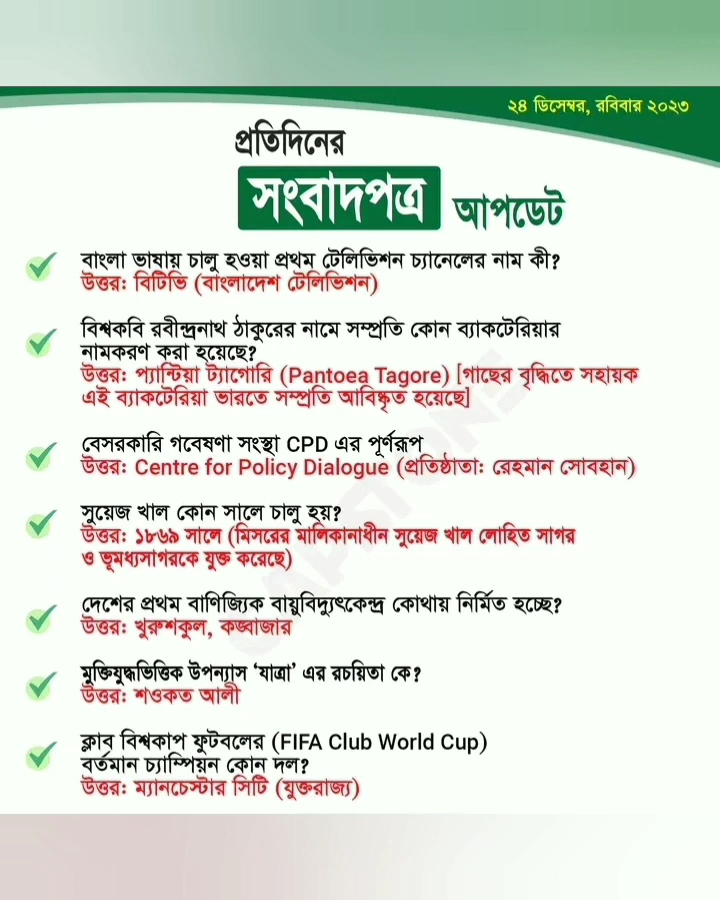 ২৪ ডিসেম্বর, রবিবার ২০২৩
প্রতিদিনের
সংবাদপত্র আপডেট
বাংলা ভাষায় চালু হওয়া প্রথম টেলিভিশন চ্যানেলের নাম কী?
উত্তর: বিটিভি (বাংলাদেশ টেলিভিশন)
বিশ্বকবি রবীন্দ্রনাথ ঠাকুরের নামে সম্প্রতি কোন ব্যাকটেরিয়ার
নামকরণ করা হয়েছে?
উত্তর: প্যান্টিয়া ট্যাগোরি (Pantoea Tagore) [গাছের বৃদ্ধিতে সহায়ক
এই ব্যাকটেরিয়া ভারতে সম্প্রতি আবিষ্কৃত হয়েছে]
বেসরকারি গবেষণা সংস্থা CPD এর পূর্ণরূপ
উত্তর: Centre for Policy Dialogue (প্রতিষ্ঠাতা: রেহমান সোবহান)
সুয়েজ খাল কোন সালে চালু হয়?
উত্তর: ১৮৬৯ সালে (মিসরের মালিকানাধীন সুয়েজ খাল লোহিত সাগর
ও ভূমধ্যসাগরকে যুক্ত করেছে)
দেশের প্রথম বাণিজ্যিক বায়ুবিদ্যুৎকেন্দ্র কোথায় নির্মিত হচ্ছে?
উত্তর: খুরুশকুল, কক্সবাজার
মুক্তিযুদ্ধভিত্তিক উপন্যাস ‘যাত্রা’ এর রচয়িতা কে?
উত্তর: শওকত আলী
ক্লাব বিশ্বকাপ ফুটবলের (FIFA Club World Cup)
বর্তমান চ্যাম্পিয়ন কোন দল?
উত্তর: ম্যানচেস্টার সিটি (যুক্তরাজ্য)